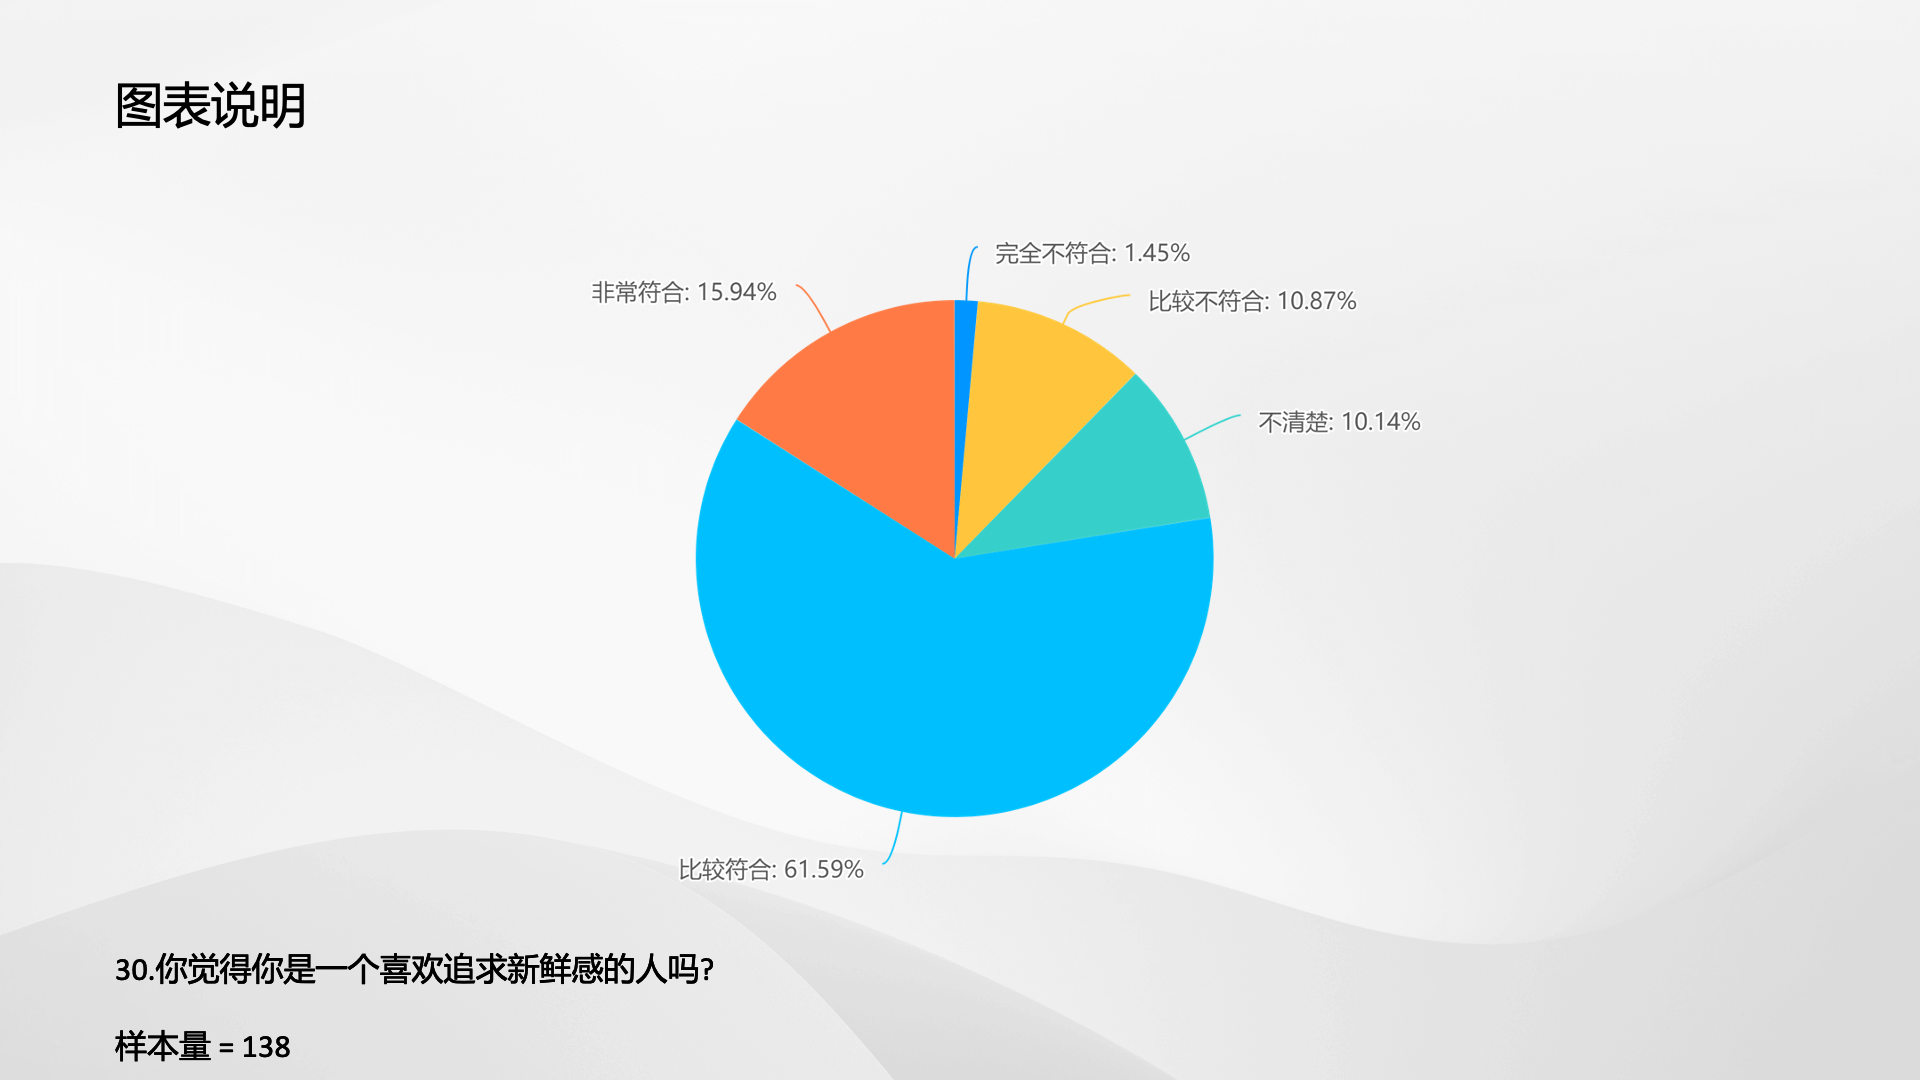 图表说明
完全不符合: 1.45%
非常符合: 15.94%
比较不符合: 10.87%
不清楚: 10.14%
比较符合: 61.59%
30.你觉得你是一个喜欢追求新鲜感的人吗?
样本量 = 138